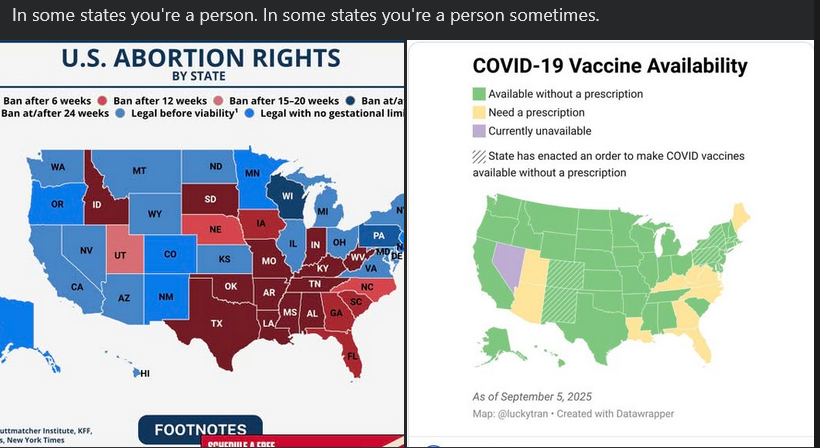 In some states you're a person. In some states you're a person sometimes.
U.S. ABORTION RIGHTS
BY STATE
Ban after 6 weeks Ban after 12 weeks Ban after 15–20 weeks Ban at/a
Ban at/after 24 weeks Legal before viability¹ Legal with no gestational limi
WA
MT
ND
MN
OR
ID
SD
WI
MI
WY
NE
IA
PA
NV
UT
CO
KS
IL
IN
OH
MD
DE
CA
MO
KY
WV
VA
AZ
NM
OK
AR
TN
NC
SC
TX
LA
MS
AL
GA
FL
HI
uttmacher Institute, KFF,
s, New York Times
FOOTNOTES
SCHEDULE A FREE
COVID-19 Vaccine Availability
Available without a prescription
Need a prescription
Currently unavailable
State has enacted an order to make COVID vaccines
available without a prescription
As of September 5, 2025
Map: @luckytran • Created with Datawrapper